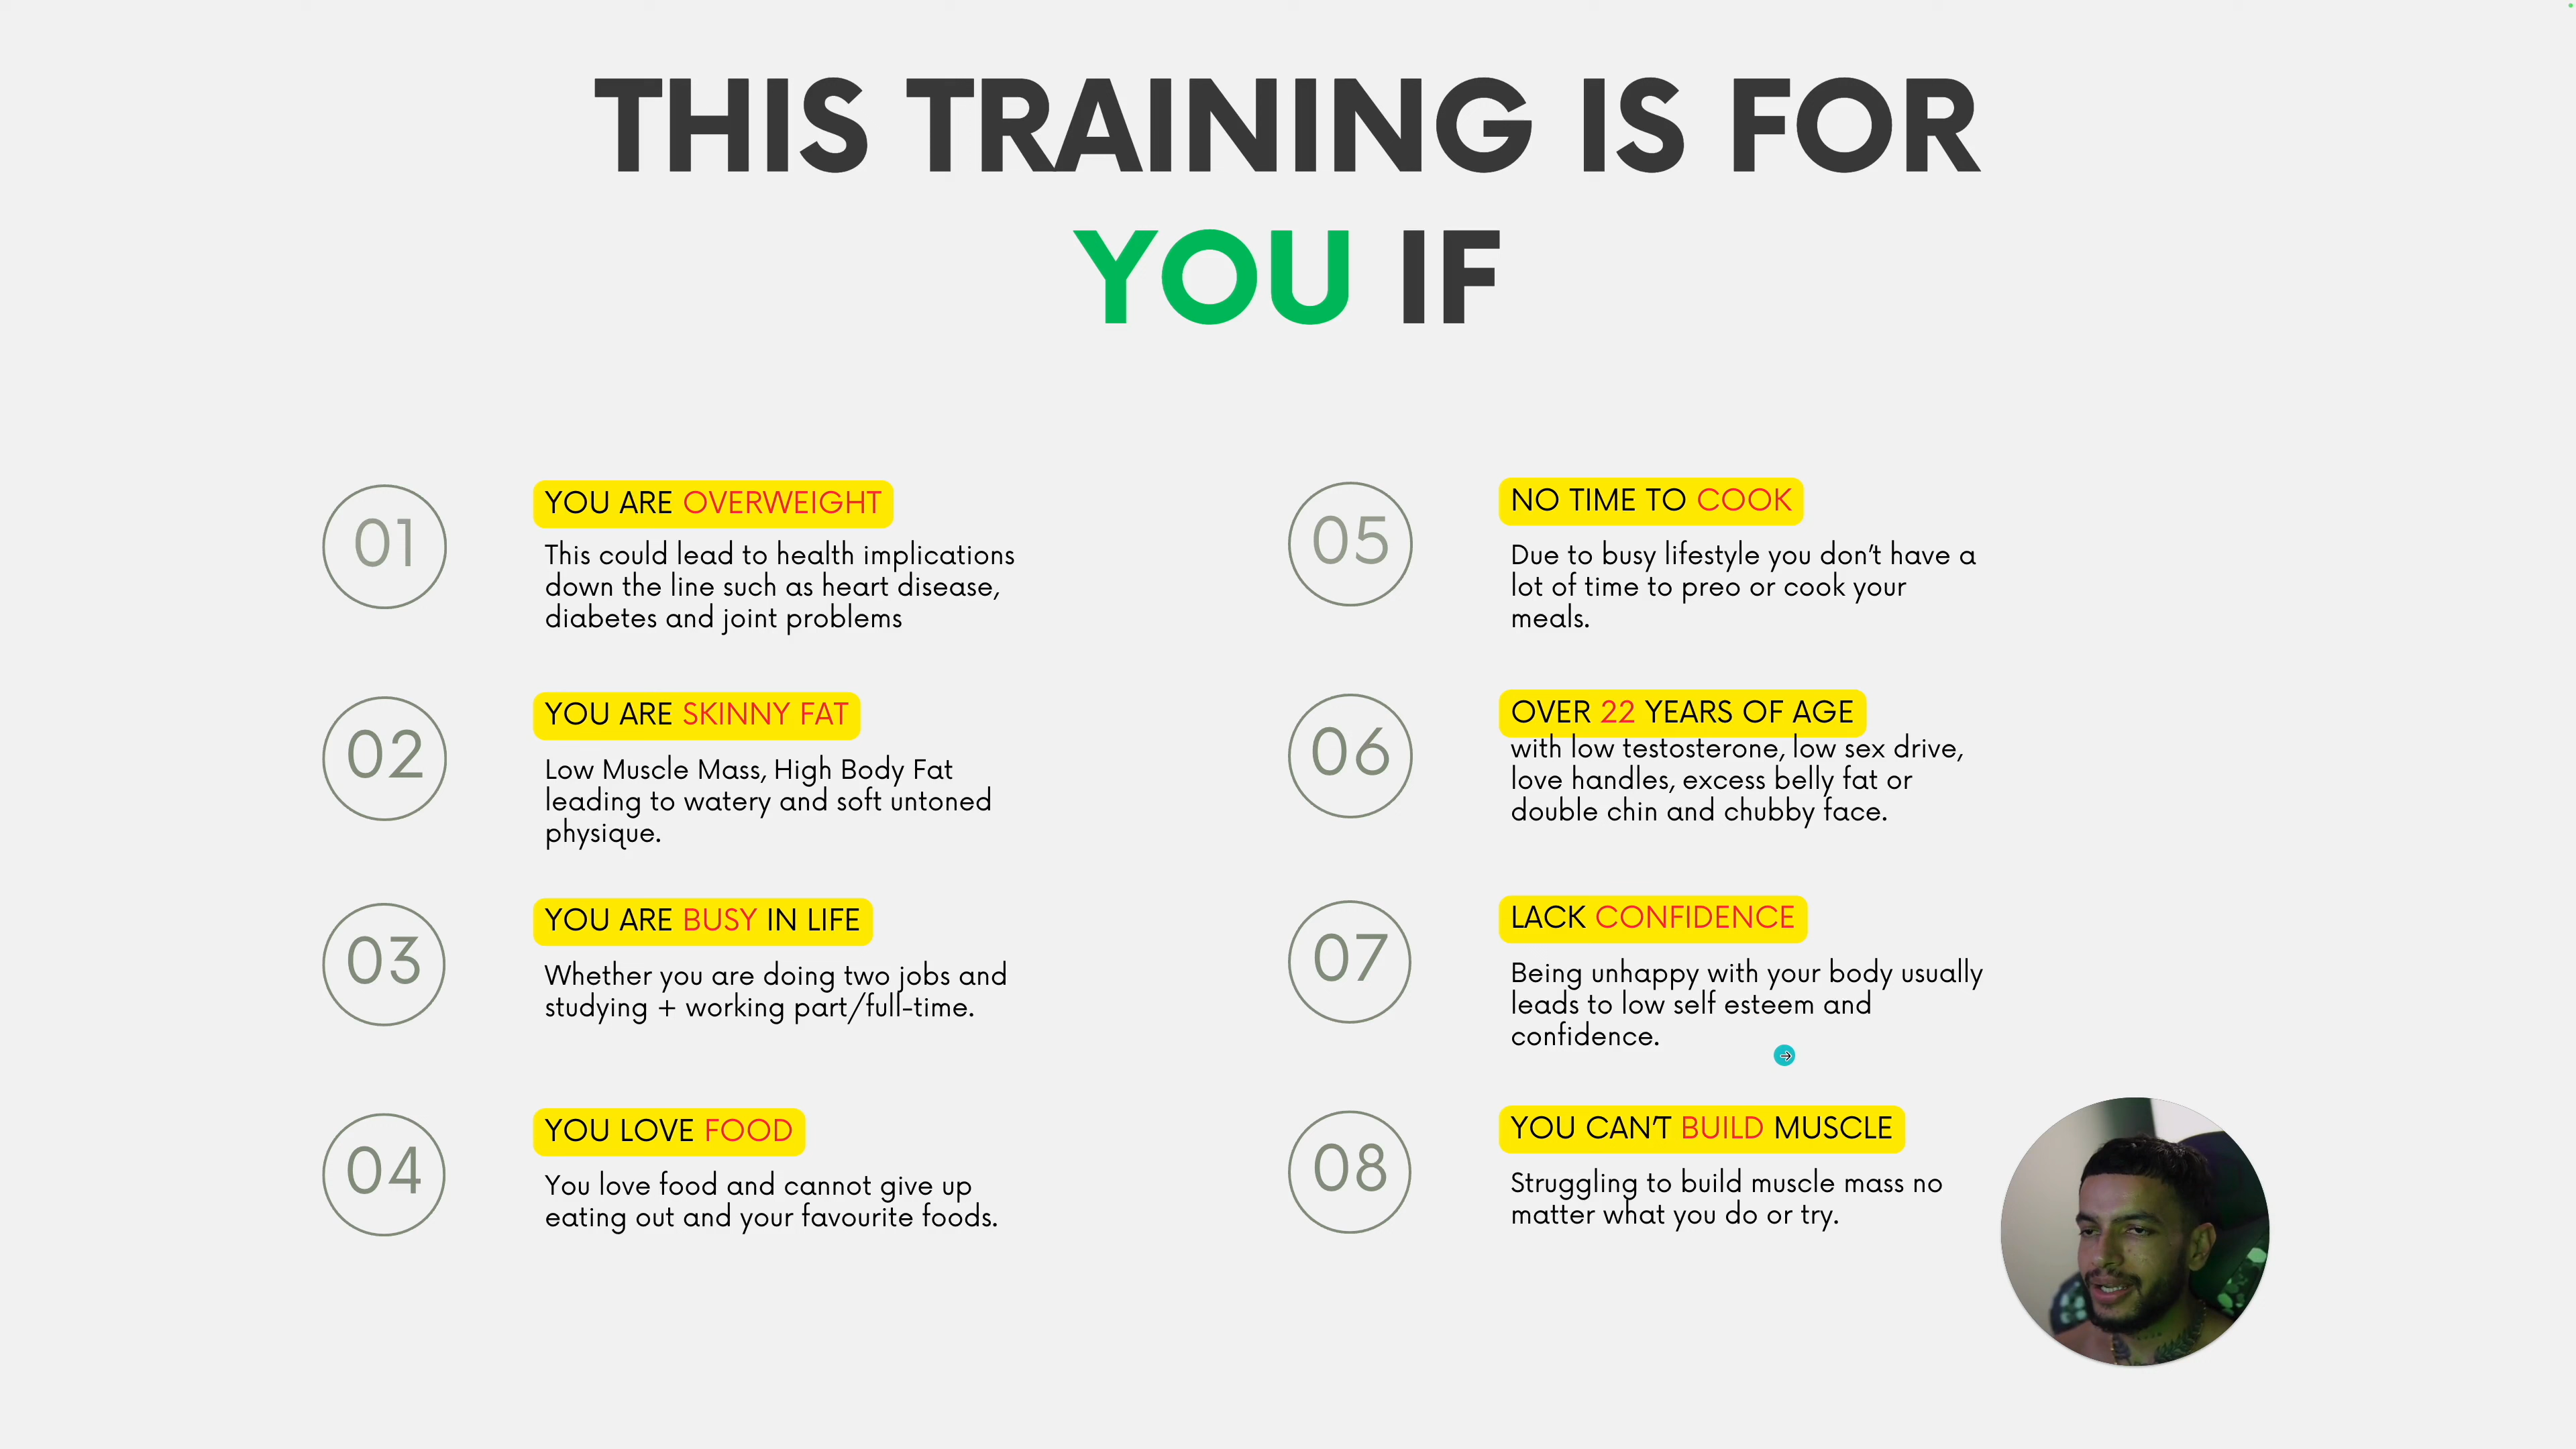 THIS TRAINING IS FOR
YOU IF
01
YOU ARE OVERWEIGHT
This could lead to health implications
down the line such as heart disease,
diabetes and joint problems
02
YOU ARE SKINNY FAT
Low Muscle Mass, High Body Fat
leading to watery and soft untoned
physique.
03
YOU ARE BUSY IN LIFE
Whether you are doing two jobs and
studying + working part/full-time.
04
YOU LOVE FOOD
You love food and cannot give up
eating out and your favourite foods.
05
NO TIME TO COOK
Due to busy lifestyle you don't have a
lot of time to preo or cook your
meals.
06
OVER 22 YEARS OF AGE
with low testosterone, low sex drive,
love handles, excess belly fat or
double chin and chubby face.
07
LACK CONFIDENCE
Being unhappy with your body usually
leads to low self esteem and
confidence.
08
YOU CAN'T BUILD MUSCLE
Struggling to build muscle mass no
matter what you do or try.